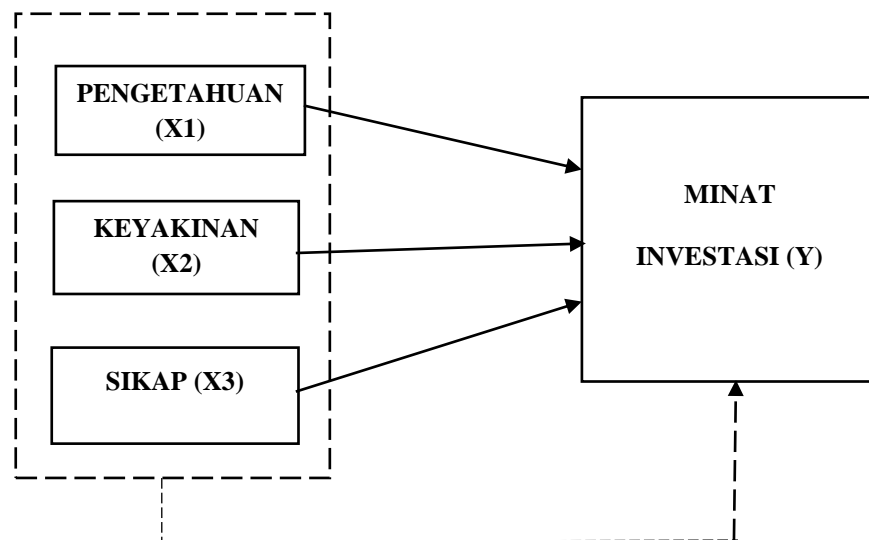 PENGETAHUAN
(X1)
KEYAKINAN
(X2)
SIKAP (X3)
MINAT
INVESTASI (Y)